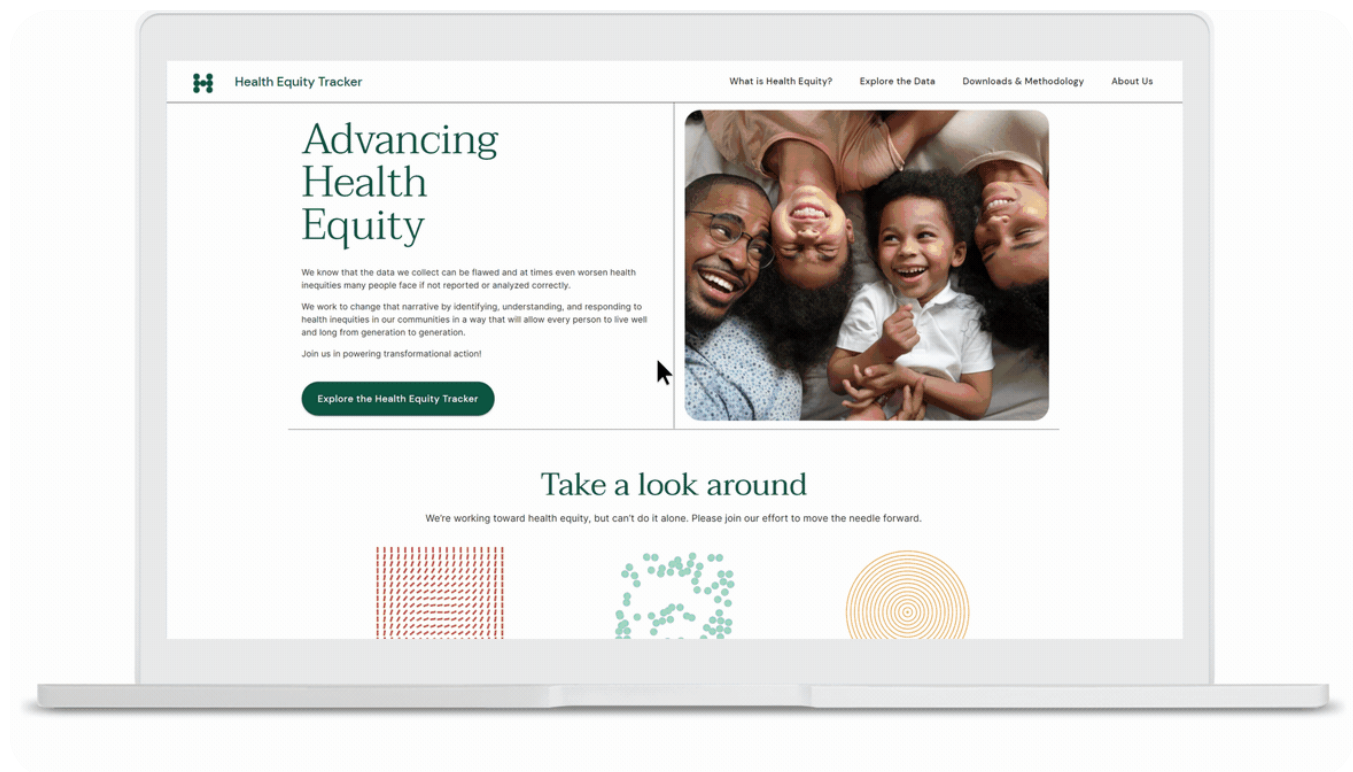 Health Equity Tracker
What is Health Equity?
Explore the Data
Downloads & Methodology
About Us
Advancing
Health
Equity
We know that the data we collect can be flawed and at times even worsen health
inequities many people face if not reported or analyzed correctly.
We work to change that narrative by identifying, understanding, and responding to
health inequities in our communities in a way that will allow every person to live well
and long from generation to generation.
Join us in powering transformational action!
Explore the Health Equity Tracker
Take a look around
We're working toward health equity, but can't do it alone. Please join our effort to move the needle forward.